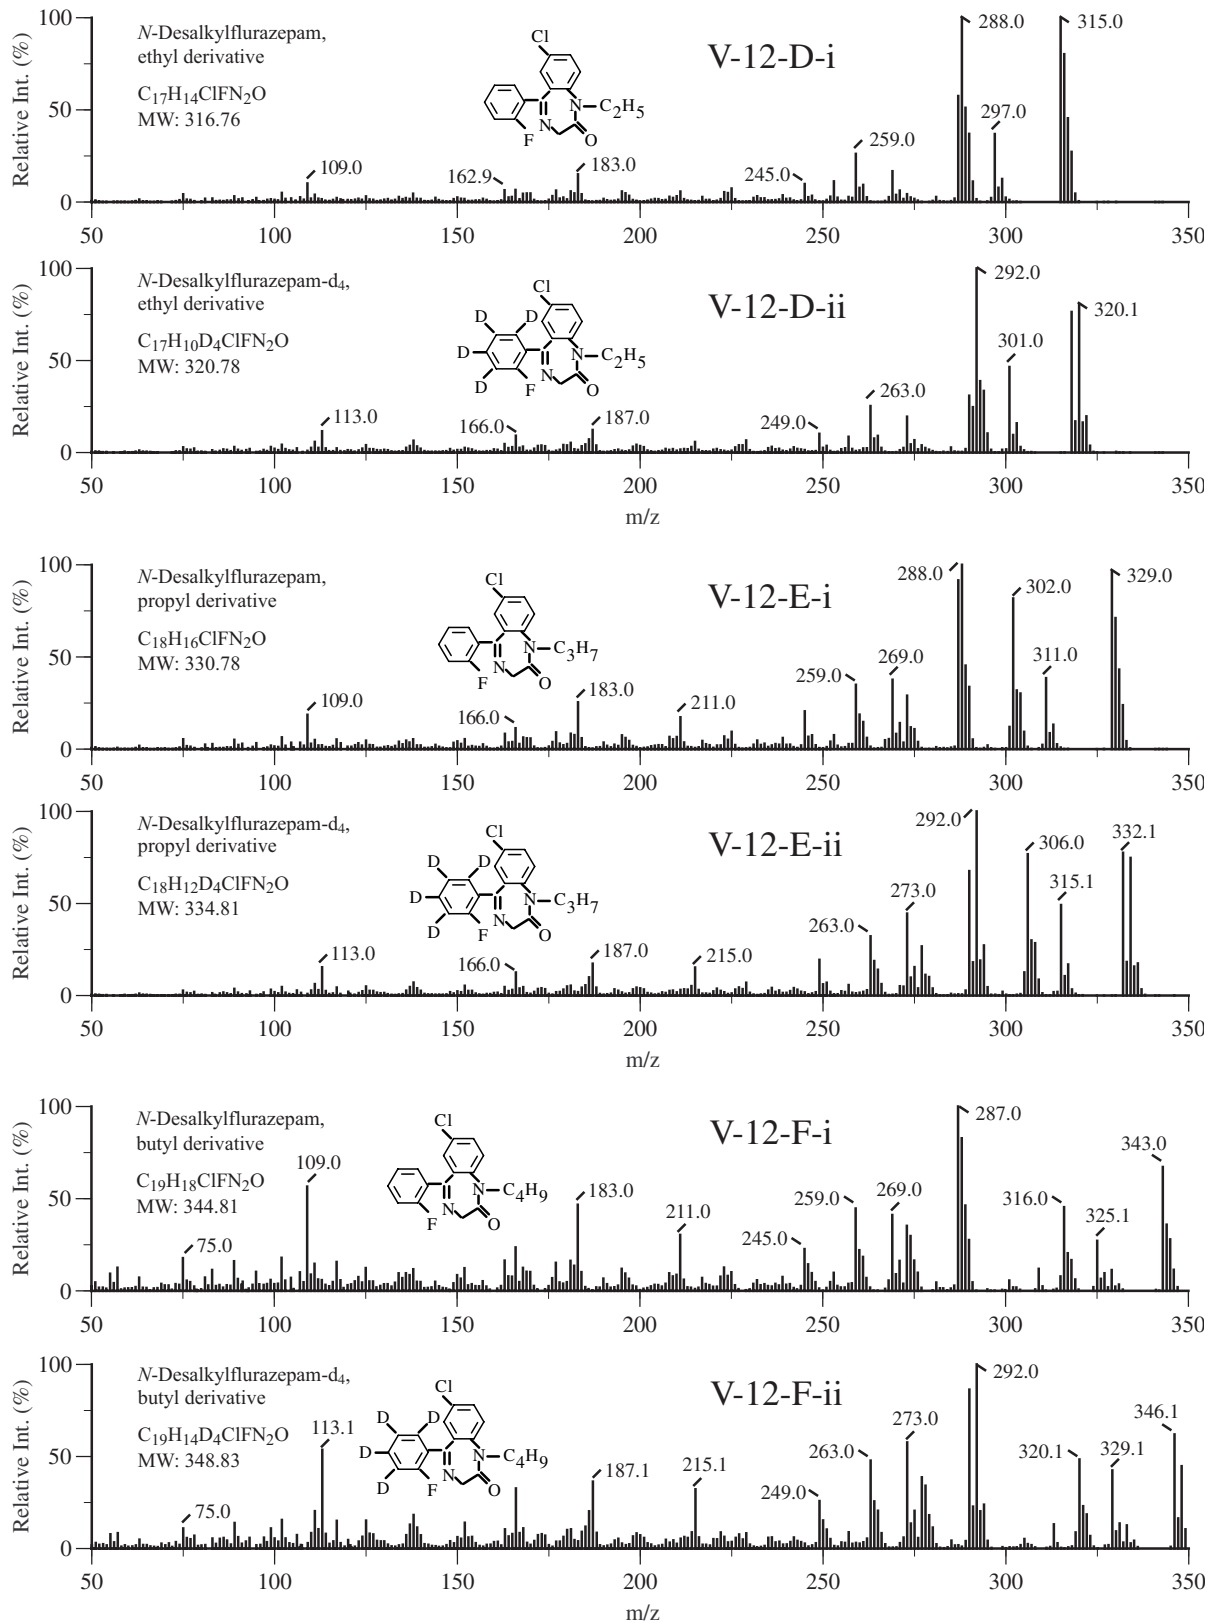 Relative Int. (%)
100
50
0
N-Desalkylflurazepam,
ethyl derivative
C17H14ClFN2O
MW: 316.76
V-12-D-i
Cl
N
C2H5
N
O
F
109.0
162.9
183.0
245.0
259.0
288.0
297.0
315.0
50 100 150 200 250 300 350
Relative Int. (%)
100
50
0
N-Desalkylflurazepam-d4,
ethyl derivative
C17H10D4ClFN2O
MW: 320.78
V-12-D-ii
Cl
D D
D
D
N
C2H5
N
O
F
113.0
166.0
187.0
249.0
263.0
292.0
301.0
320.1
50 100 150 200 250 300 350
m/z
Relative Int. (%)
100
50
0
N-Desalkylflurazepam,
propyl derivative
C18H16ClFN2O
MW: 330.78
V-12-E-i
Cl
N
C3H7
N
O
F
109.0
166.0
183.0
211.0
259.0
269.0
288.0
302.0
311.0
329.0
50 100 150 200 250 300 350
Relative Int. (%)
100
50
0
N-Desalkylflurazepam-d4,
propyl derivative
C18H12D4ClFN2O
MW: 334.81
V-12-E-ii
Cl
D D
D
D
N
C3H7
N
O
F
113.0
166.0
187.0
215.0
263.0
273.0
292.0
306.0
315.1
332.1
50 100 150 200 250 300 350
m/z
Relative Int. (%)
100
50
0
N-Desalkylflurazepam,
butyl derivative
C19H18ClFN2O
MW: 344.81
V-12-F-i
Cl
N
C4H9
N
O
F
75.0
109.0
183.0
211.0
245.0
259.0
269.0
287.0
316.0
325.1
343.0
50 100 150 200 250 300 350
Relative Int. (%)
100
50
0
N-Desalkylflurazepam-d4,
butyl derivative
C19H14D4ClFN2O
MW: 348.83
V-12-F-ii
Cl
D D
D
D
N
C4H9
N
O
F
75.0
113.1
187.1
215.1
249.0
263.0
273.0
292.0
320.1
329.1
346.1
50 100 150 200 250 300 350
m/z